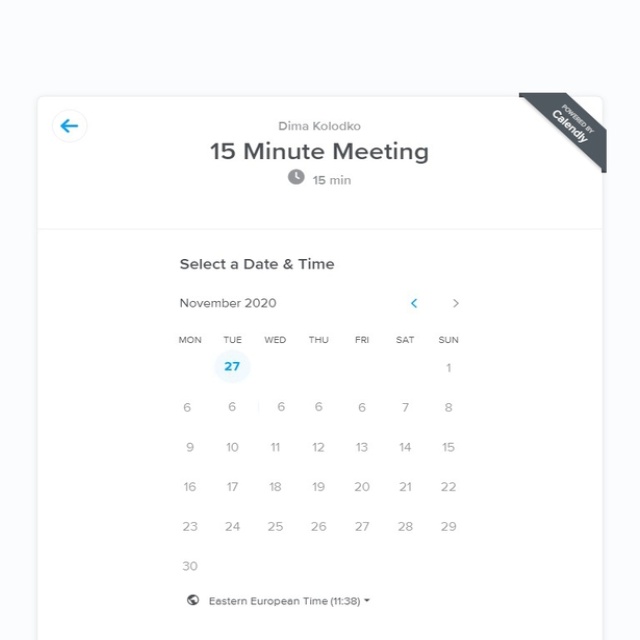 POWERED BY
Calendly
Dima Kolodko
15 Minute Meeting
15 min
Select a Date & Time
November 2020
MON TUE WED THU FRI SAT SUN
27 1
6 6 6 6 6 7 8
9 10 11 12 13 14 15
16 17 18 19 20 21 22
23 24 25 26 27 28 29
30
Eastern European Time (11:38)